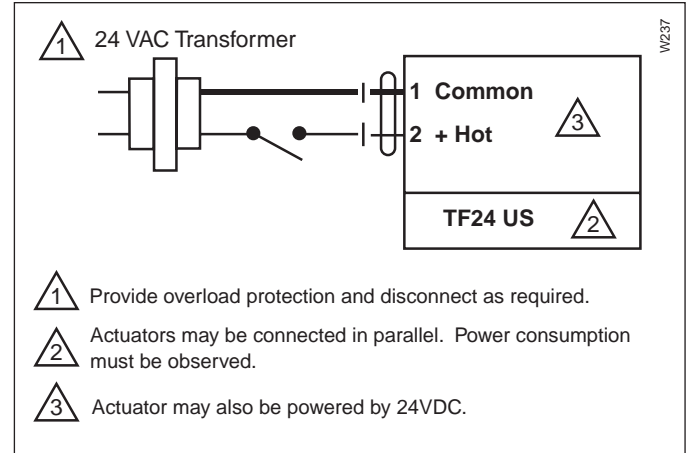 1 24 VAC Transformer
W237
1 Common
2 + Hot
3
TF24 US 2
1 Provide overload protection and disconnect as required.
2 Actuators may be connected in parallel. Power consumption
must be observed.
3 Actuator may also be powered by 24VDC.